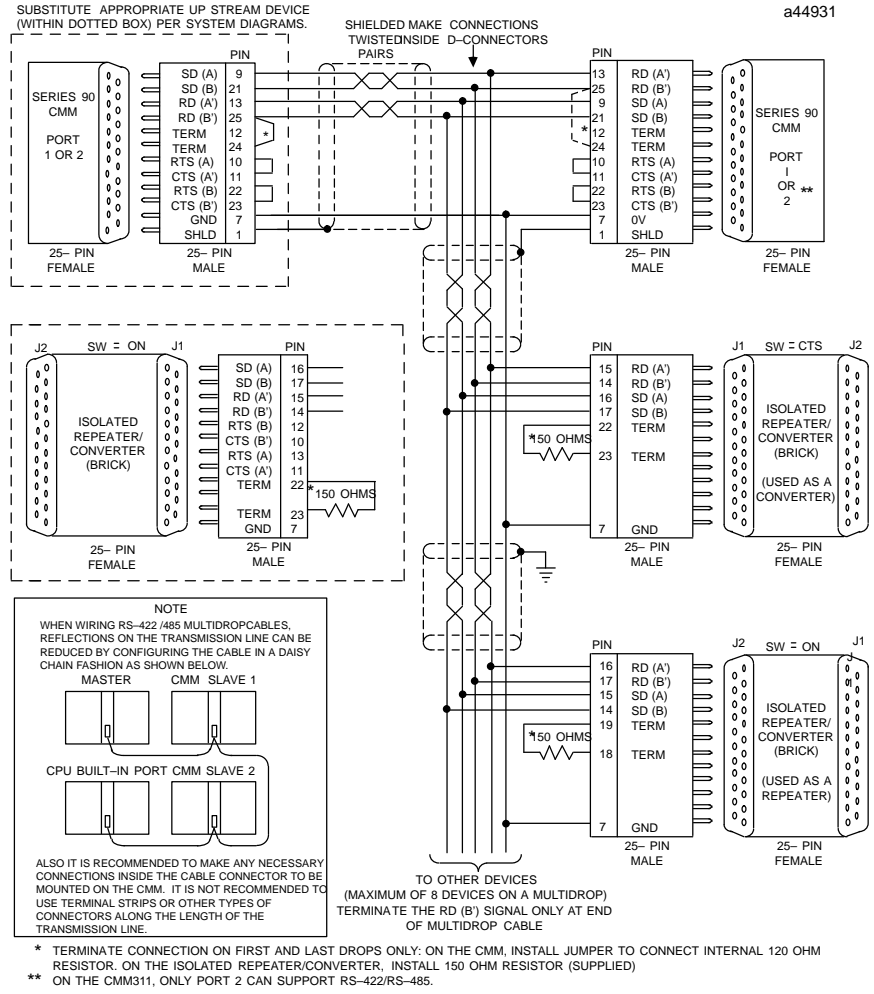 SUBSTITUTE APPROPRIATE UP STREAM DEVICE
(WITHIN DOTTED BOX) PER SYSTEM DIAGRAMS.
SHIELDED MAKE CONNECTIONS
TWISTED INSIDE D–CONNECTORS
PAIRS
a44931
SERIES 90
CMM
PORT
1 OR 2
25– PIN
FEMALE
PIN
SD (A) 9
SD (B) 21
RD (A') 13
RD (B') 25
TERM 12
*
TERM 24
RTS (A) 10
CTS (A') 11
RTS (B) 22
CTS (B') 23
GND 7
SHLD 1
25– PIN
MALE
PIN
13 RD (A')
25 RD (B')
9 SD (A)
21 SD (B)
* 12 TERM
24 TERM
10 RTS (A)
11 CTS (A')
22 RTS (B)
23 CTS (B')
7 0V
1 SHLD
25– PIN
MALE
SERIES 90
CMM
PORT
I
OR
2 **
25– PIN
FEMALE
J2 SW = ON J1
ISOLATED
REPEATER/
CONVERTER
(BRICK)
25– PIN
FEMALE
PIN
SD (A) 16
SD (B) 17
RD (A') 15
RD (B') 14
RTS (B) 12
CTS (B') 10
RTS (A) 13
CTS (A') 11
TERM 22
* 150 OHMS
TERM 23
GND 7
25– PIN
MALE
PIN
15 RD (A')
14 RD (B')
16 SD (A)
17 SD (B)
22 TERM
*150 OHMS
23 TERM
7 GND
25– PIN
MALE
J1 SW = CTS J2
ISOLATED
REPEATER/
CONVERTER
(BRICK)
(USED AS A
CONVERTER)
25– PIN
FEMALE
NOTE
WHEN WIRING RS–422 /485 MULTIDROPCABLES,
REFLECTIONS ON THE TRANSMISSION LINE CAN BE
REDUCED BY CONFIGURING THE CABLE IN A DAISY
CHAIN FASHION AS SHOWN BELOW.
MASTER CMM SLAVE 1
CPU BUILT–IN PORT CMM SLAVE 2
ALSO IT IS RECOMMENDED TO MAKE ANY NECESSARY
CONNECTIONS INSIDE THE CABLE CONNECTOR TO BE
MOUNTED ON THE CMM. IT IS NOT RECOMMENDED TO
USE TERMINAL STRIPS OR OTHER TYPES OF
CONNECTORS ALONG THE LENGTH OF THE
TRANSMISSION LINE.
PIN
16 RD (A')
17 RD (B')
15 SD (A)
14 SD (B)
19 TERM
*150 OHMS
18 TERM
7 GND
25– PIN
MALE
J2 SW = ON J1
J
1
ISOLATED
REPEATER/
CONVERTER
(BRICK)
(USED AS A
REPEATER)
25– PIN
FEMALE
TO OTHER DEVICES
(MAXIMUM OF 8 DEVICES ON A MULTIDROP)
TERMINATE THE RD (B') SIGNAL ONLY AT END
OF MULTIDROP CABLE
* TERMINATE CONNECTION ON FIRST AND LAST DROPS ONLY: ON THE CMM, INSTALL JUMPER TO CONNECT INTERNAL 120 OHM
RESISTOR. ON THE ISOLATED REPEATER/CONVERTER, INSTALL 150 OHM RESISTOR (SUPPLIED)
** ON THE CMM311, ONLY PORT 2 CAN SUPPORT RS–422/RS–485.